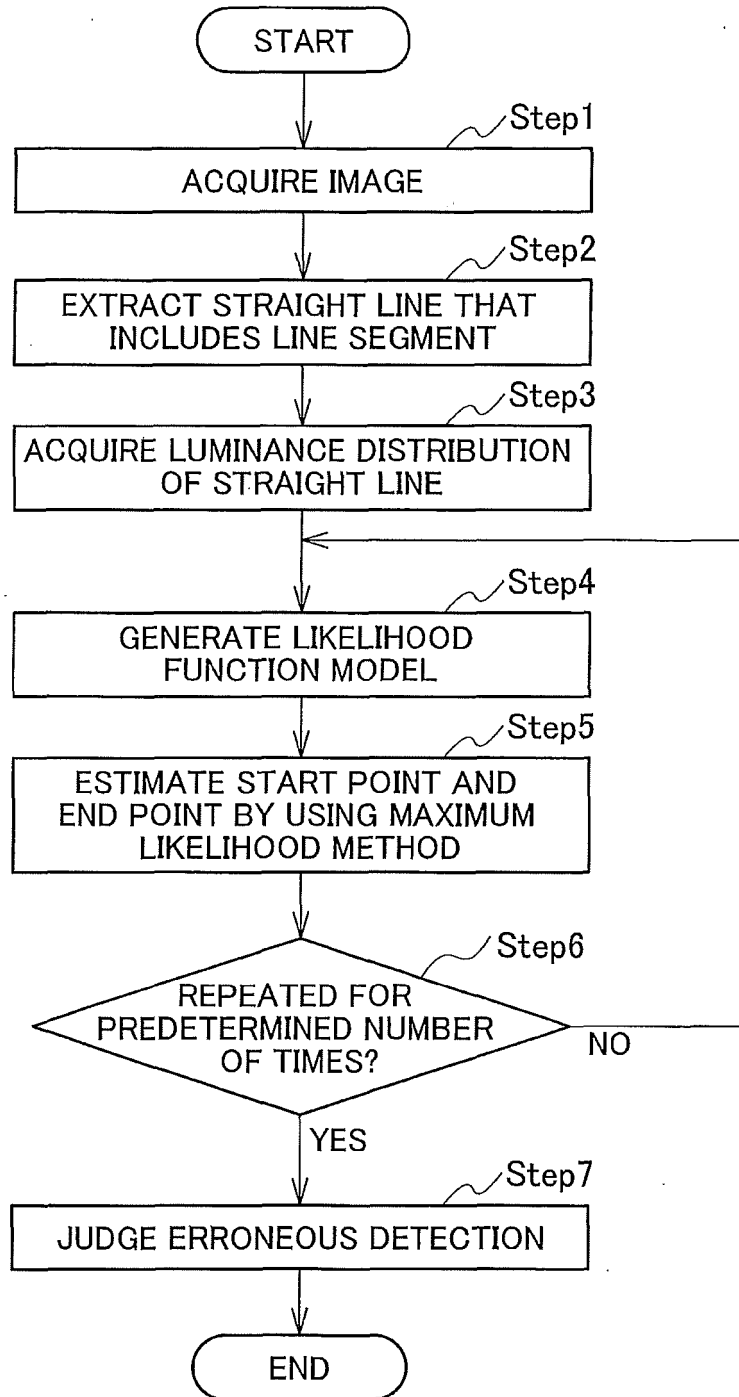 START
Step1
ACQUIRE IMAGE
Step2
EXTRACT STRAIGHT LINE THAT
INCLUDES LINE SEGMENT
Step3
ACQUIRE LUMINANCE DISTRIBUTION
OF STRAIGHT LINE
Step4
GENERATE LIKELIHOOD
FUNCTION MODEL
Step5
ESTIMATE START POINT AND
END POINT BY USING MAXIMUM
LIKELIHOOD METHOD
Step6
REPEATED FOR
PREDETERMINED NUMBER
OF TIMES?
NO
YES
Step7
JUDGE ERRONEOUS DETECTION
END